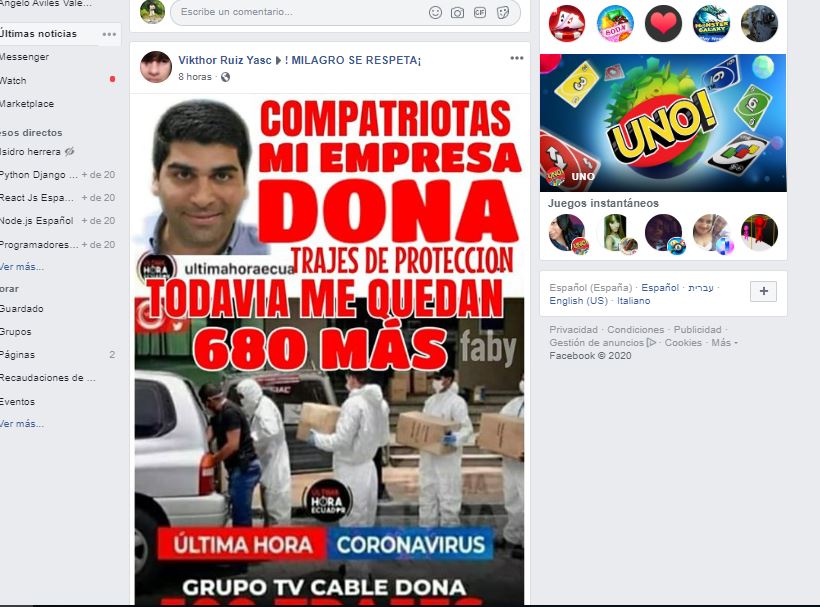 Angelo Aviles Vale...
Últimas noticias
Messenger
Watch
Marketplace
esos directos
Isidro herrera
Python Django ... + de 20
React Js Espa... + de 20
Node.js Español + de 20
Programadores... + de 20
Ver más...
orar
Guardado
Grupos
Páginas 2
Recaudaciones de ...
Eventos
Ver más...
Escribe un comentario...
GIF
Vikthor Ruiz Yasc ! MILAGRO SE RESPETA¡
8 horas ·
COMPATRIOTAS
MI EMPRESA
DONA
ultimahoraecua TRAJES DE PROTECCION
TODAVIA ME QUEDAN
680 MÁS faby
ULTIMA
HORA
ECUADOR
ÚLTIMA HORA CORONAVIRUS
GRUPO TV CABLE DONA
MONSTER
GALAXY
UNO!
UNO
Juegos instantáneos
Español (España) · Español · עברית ·
English (US) · Italiano
+
Privacidad · Condiciones · Publicidad ·
Gestión de anuncios · Cookies · Más
Facebook © 2020